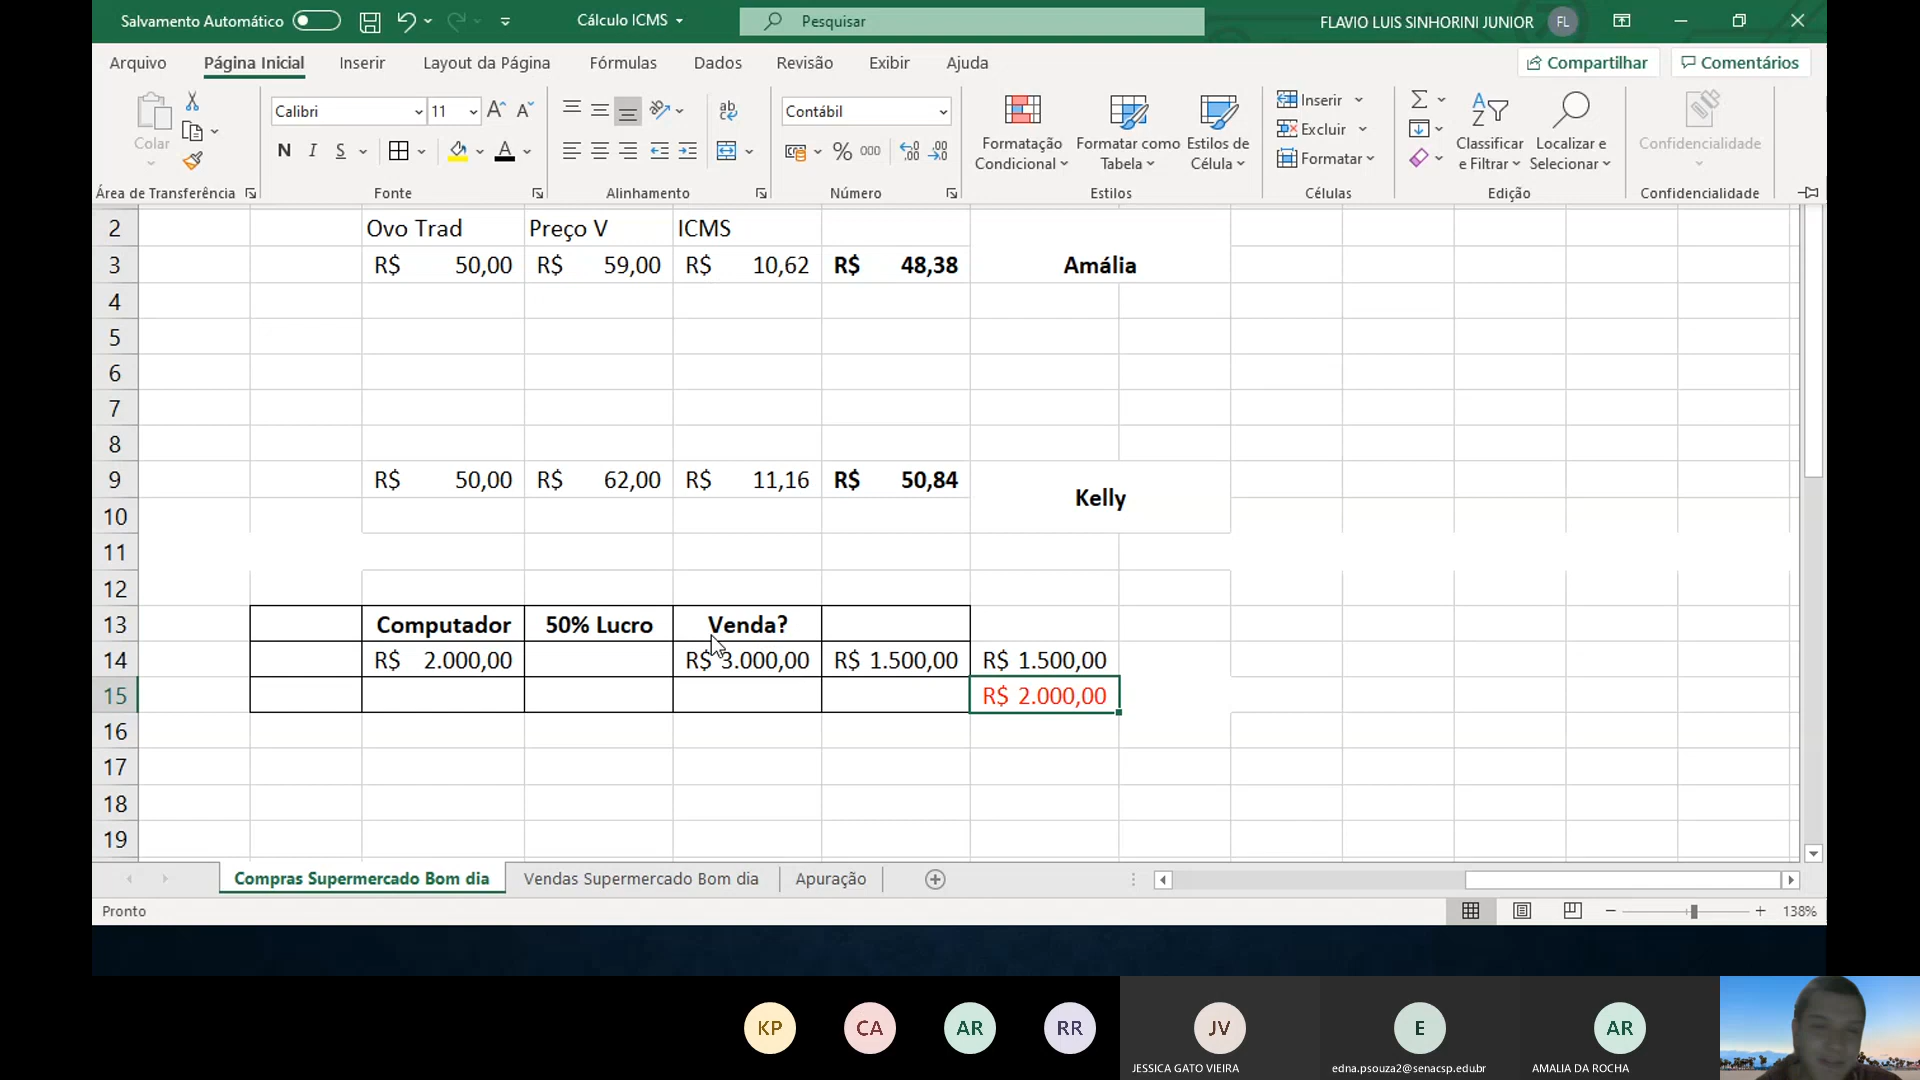 Salvamento Automático
Cálculo ICMS
Pesquisar
FLAVIO LUIS SINHORINI JUNIOR
FL
Arquivo
Página Inicial
Inserir
Layout da Página
Fórmulas
Dados
Revisão
Exibir
Ajuda
Compartilhar
Comentários
Colar
Calibri
11
N I S
Contábil
% 000
Formatação Condicional
Formatar como Tabela
Estilos de Célula
Inserir
Excluir
Formatar
Classificar e Filtrar
Localizar e Selecionar
Confidencialidade
Área de Transferência
Fonte
Alinhamento
Número
Estilos
Células
Edição
Confidencialidade
2 Ovo Trad Preço V ICMS
3 R$ 50,00 R$ 59,00 R$ 10,62 R$ 48,38 Amália
4
5
6
7
8
9 R$ 50,00 R$ 62,00 R$ 11,16 R$ 50,84 Kelly
10
11
12
13 Computador 50% Lucro Venda?
14 R$ 2.000,00 R$ 3.000,00 R$ 1.500,00 R$ 1.500,00
15 R$ 2.000,00
16
17
18
19
Compras Supermercado Bom dia
Vendas Supermercado Bom dia
Apuração
Pronto
138%
KP
CA
AR
RR
JV
E
AR
JESSICA GATO VIEIRA
edna.psouza2@senacsp.edu.br
AMALIA DA ROCHA